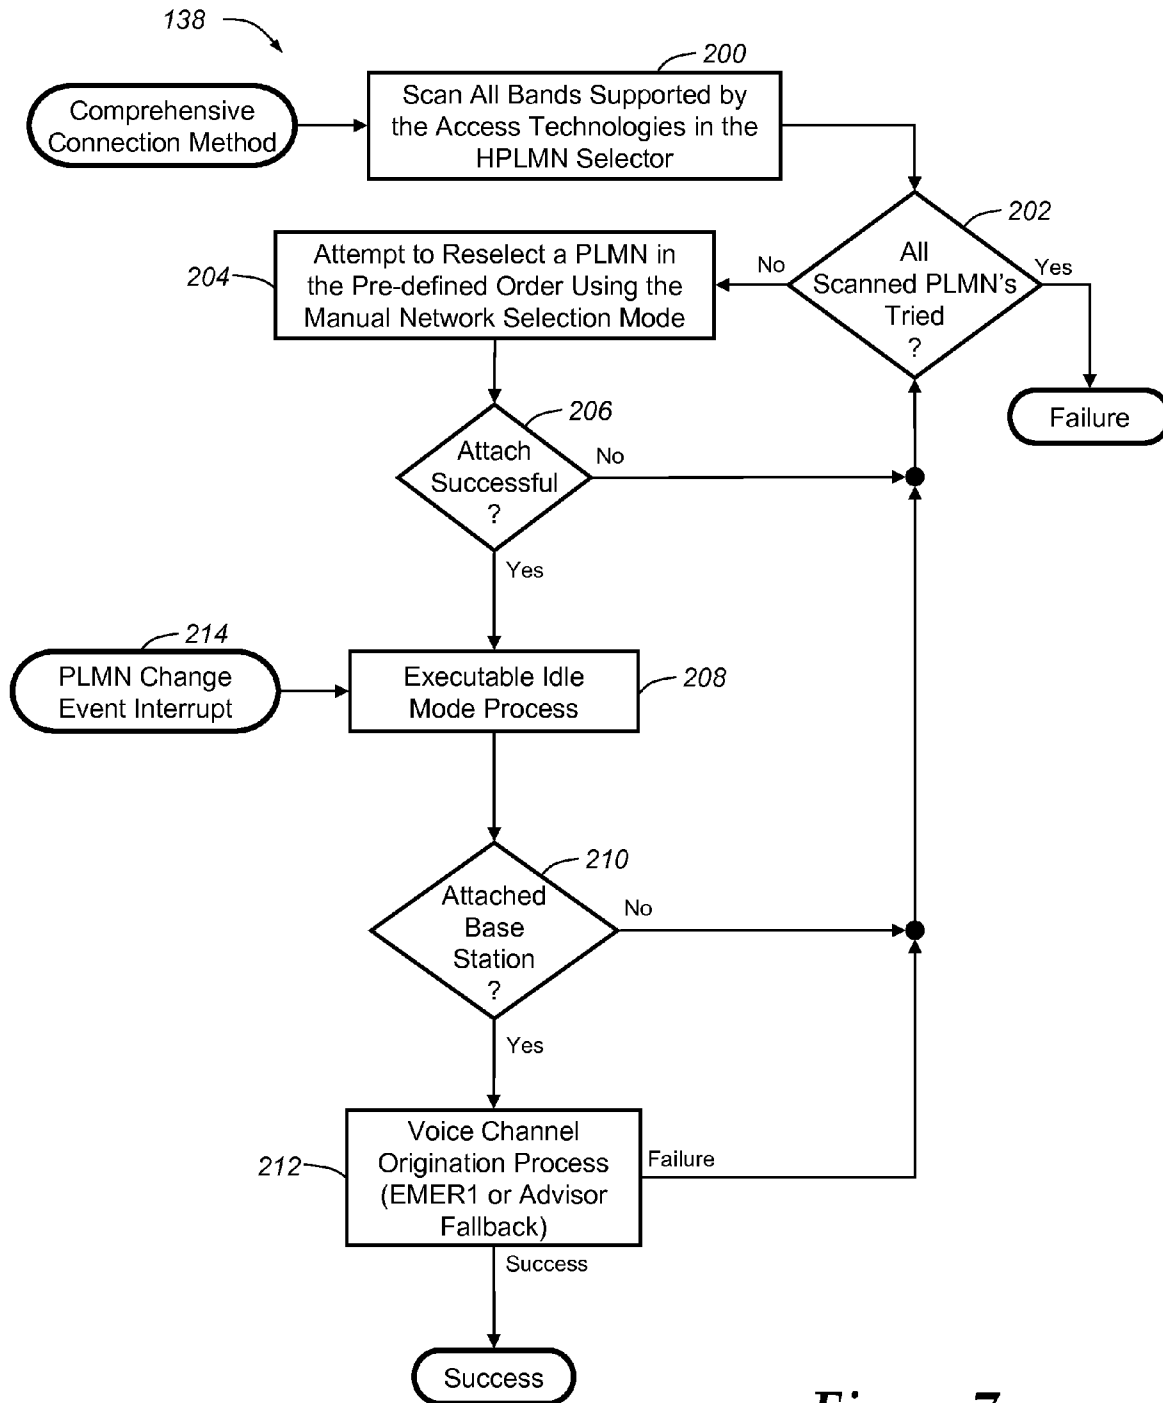 138
200
Comprehensive
Connection Method
Scan All Bands Supported by
the Access Technologies in the
HPLMN Selector
202
204
Attempt to Reselect a PLMN in
the Pre-defined Order Using the
Manual Network Selection Mode
No
All
Scanned PLMN's
Tried
?
Yes
Failure
206
Attach
Successful
?
No
Yes
214
PLMN Change
Event Interrupt
Executable Idle
Mode Process
208
210
Attached
Base
Station
?
No
Yes
212
Voice Channel
Origination Process
(EMER1 or Advisor
Fallback)
Failure
Success
Success